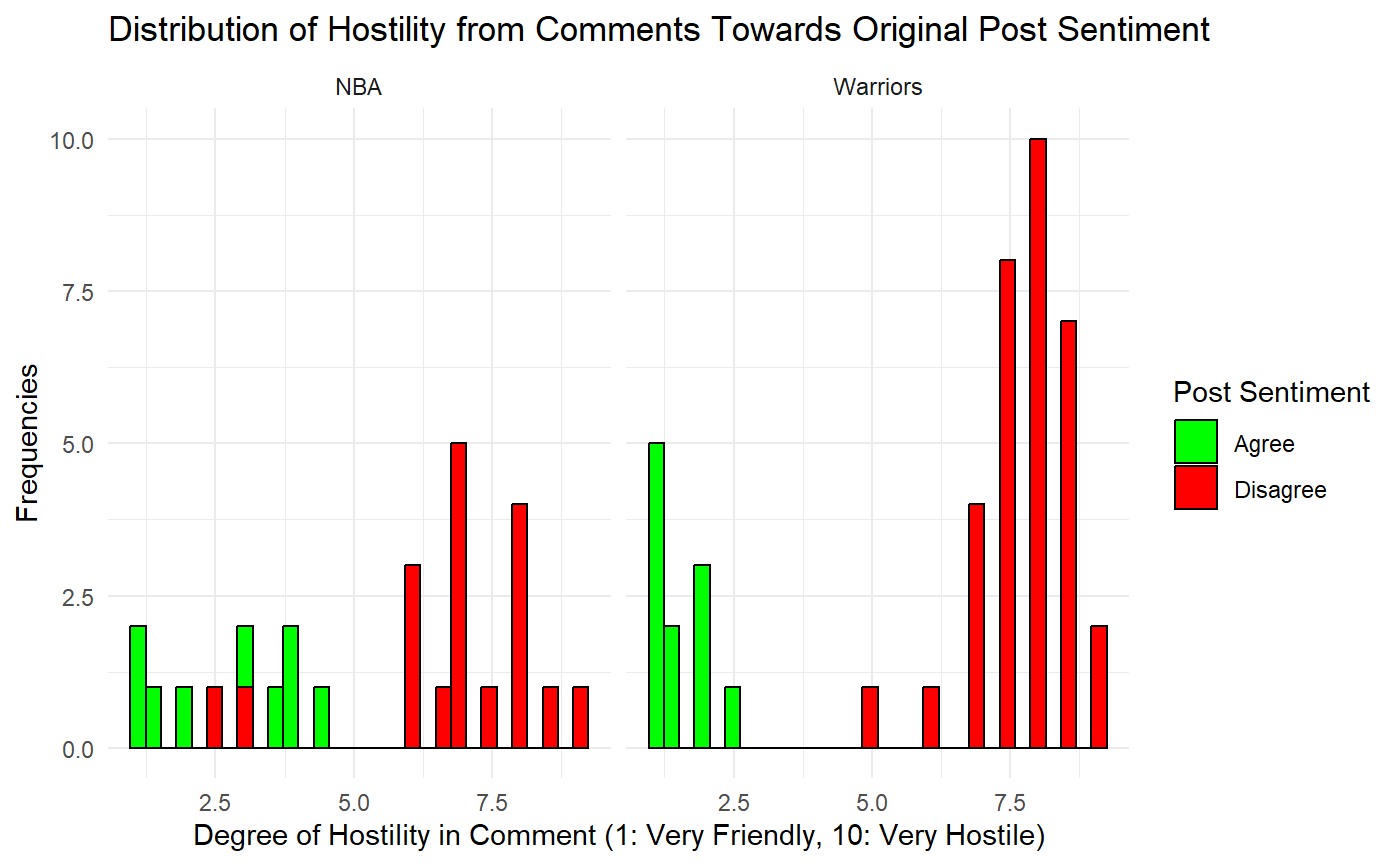 Distribution of Hostility from Comments Towards Original Post Sentiment
NBA
Warriors
10.0
7.5
5.0
2.5
0.0
Frequencies
2.5 5.0 7.5
2.5 5.0 7.5
Degree of Hostility in Comment (1: Very Friendly, 10: Very Hostile)
Post Sentiment
Agree
Disagree